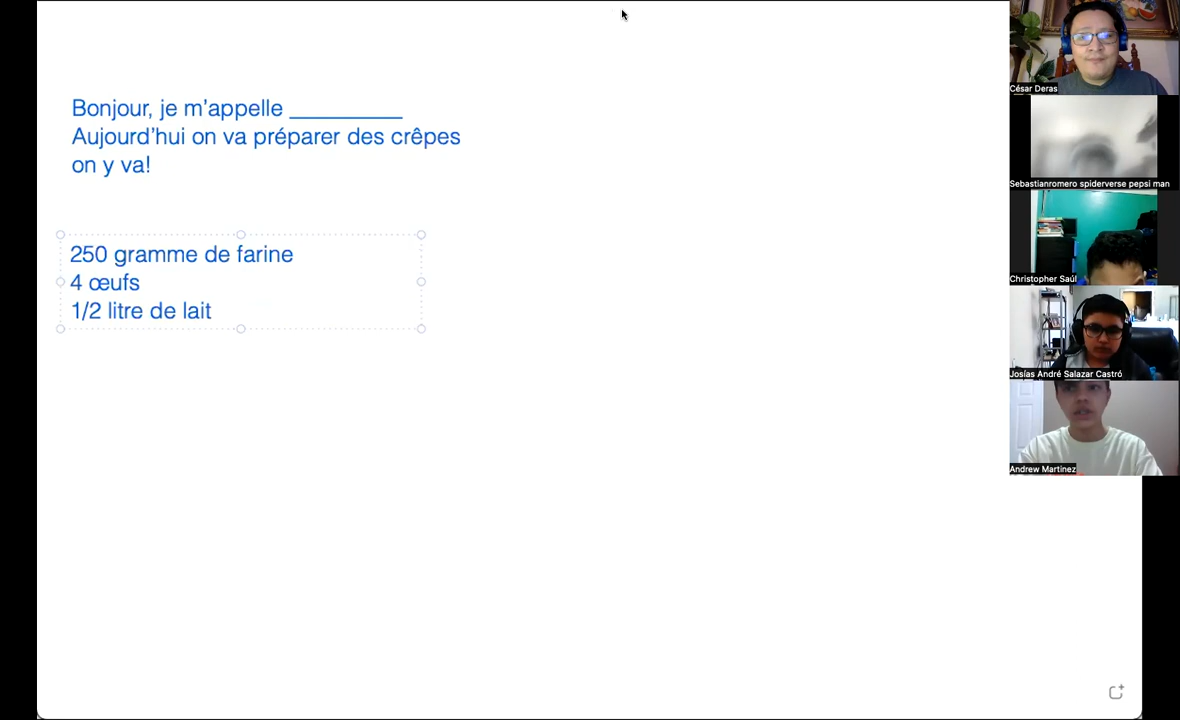 Bonjour, je m'appelle __________
Aujourd'hui on va préparer des crêpes
on y va!
250 gramme de farine
4 œufs
1/2 litre de lait
César Deras
Sebastianromero spiderverse pepsi man
Christopher Saúl
Josías André Salazar Castró
Andrew Martinez